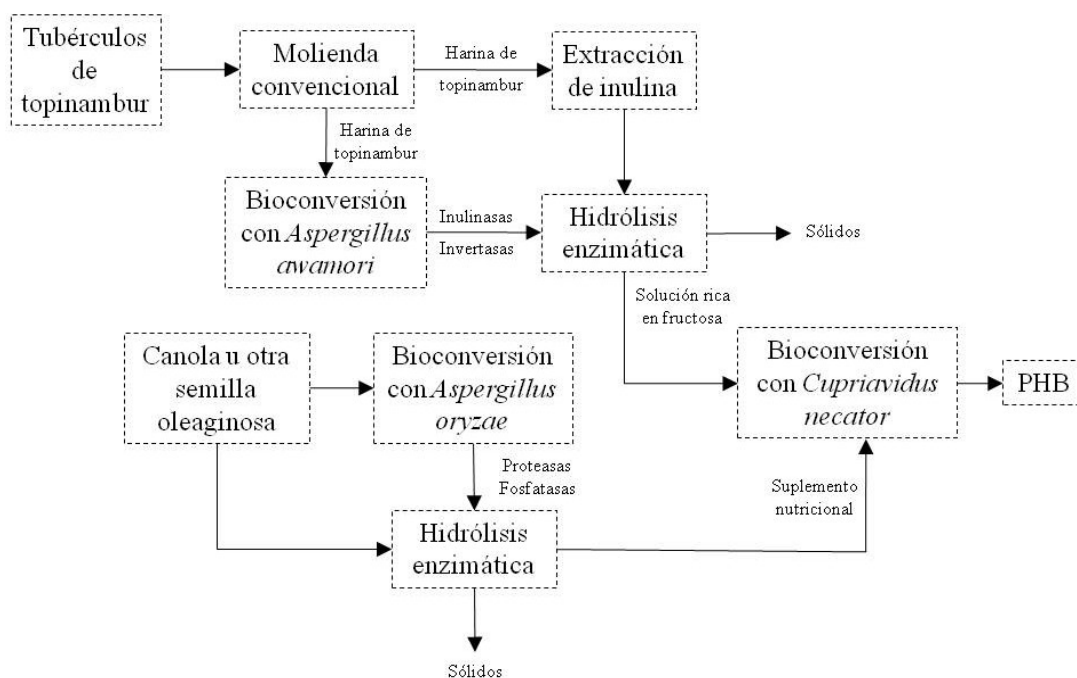 Tubérculos
de
topinambur
Molienda
convencional
Harina de
topinambur
Extracción
de inulina
Harina de
topinambur
Bioconversión
con Aspergillus
awamori
Inulinasas
Invertasas
Hidrólisis
enzimática
Sólidos
Solución rica
en fructosa
Canola u otra
semilla
oleaginosa
Bioconversión
con Aspergillus
oryzae
Bioconversión
con Cupriavidus
necator
PHB
Proteasas
Fosfatasas
Suplemento
nutricional
Hidrólisis
enzimática
Sólidos